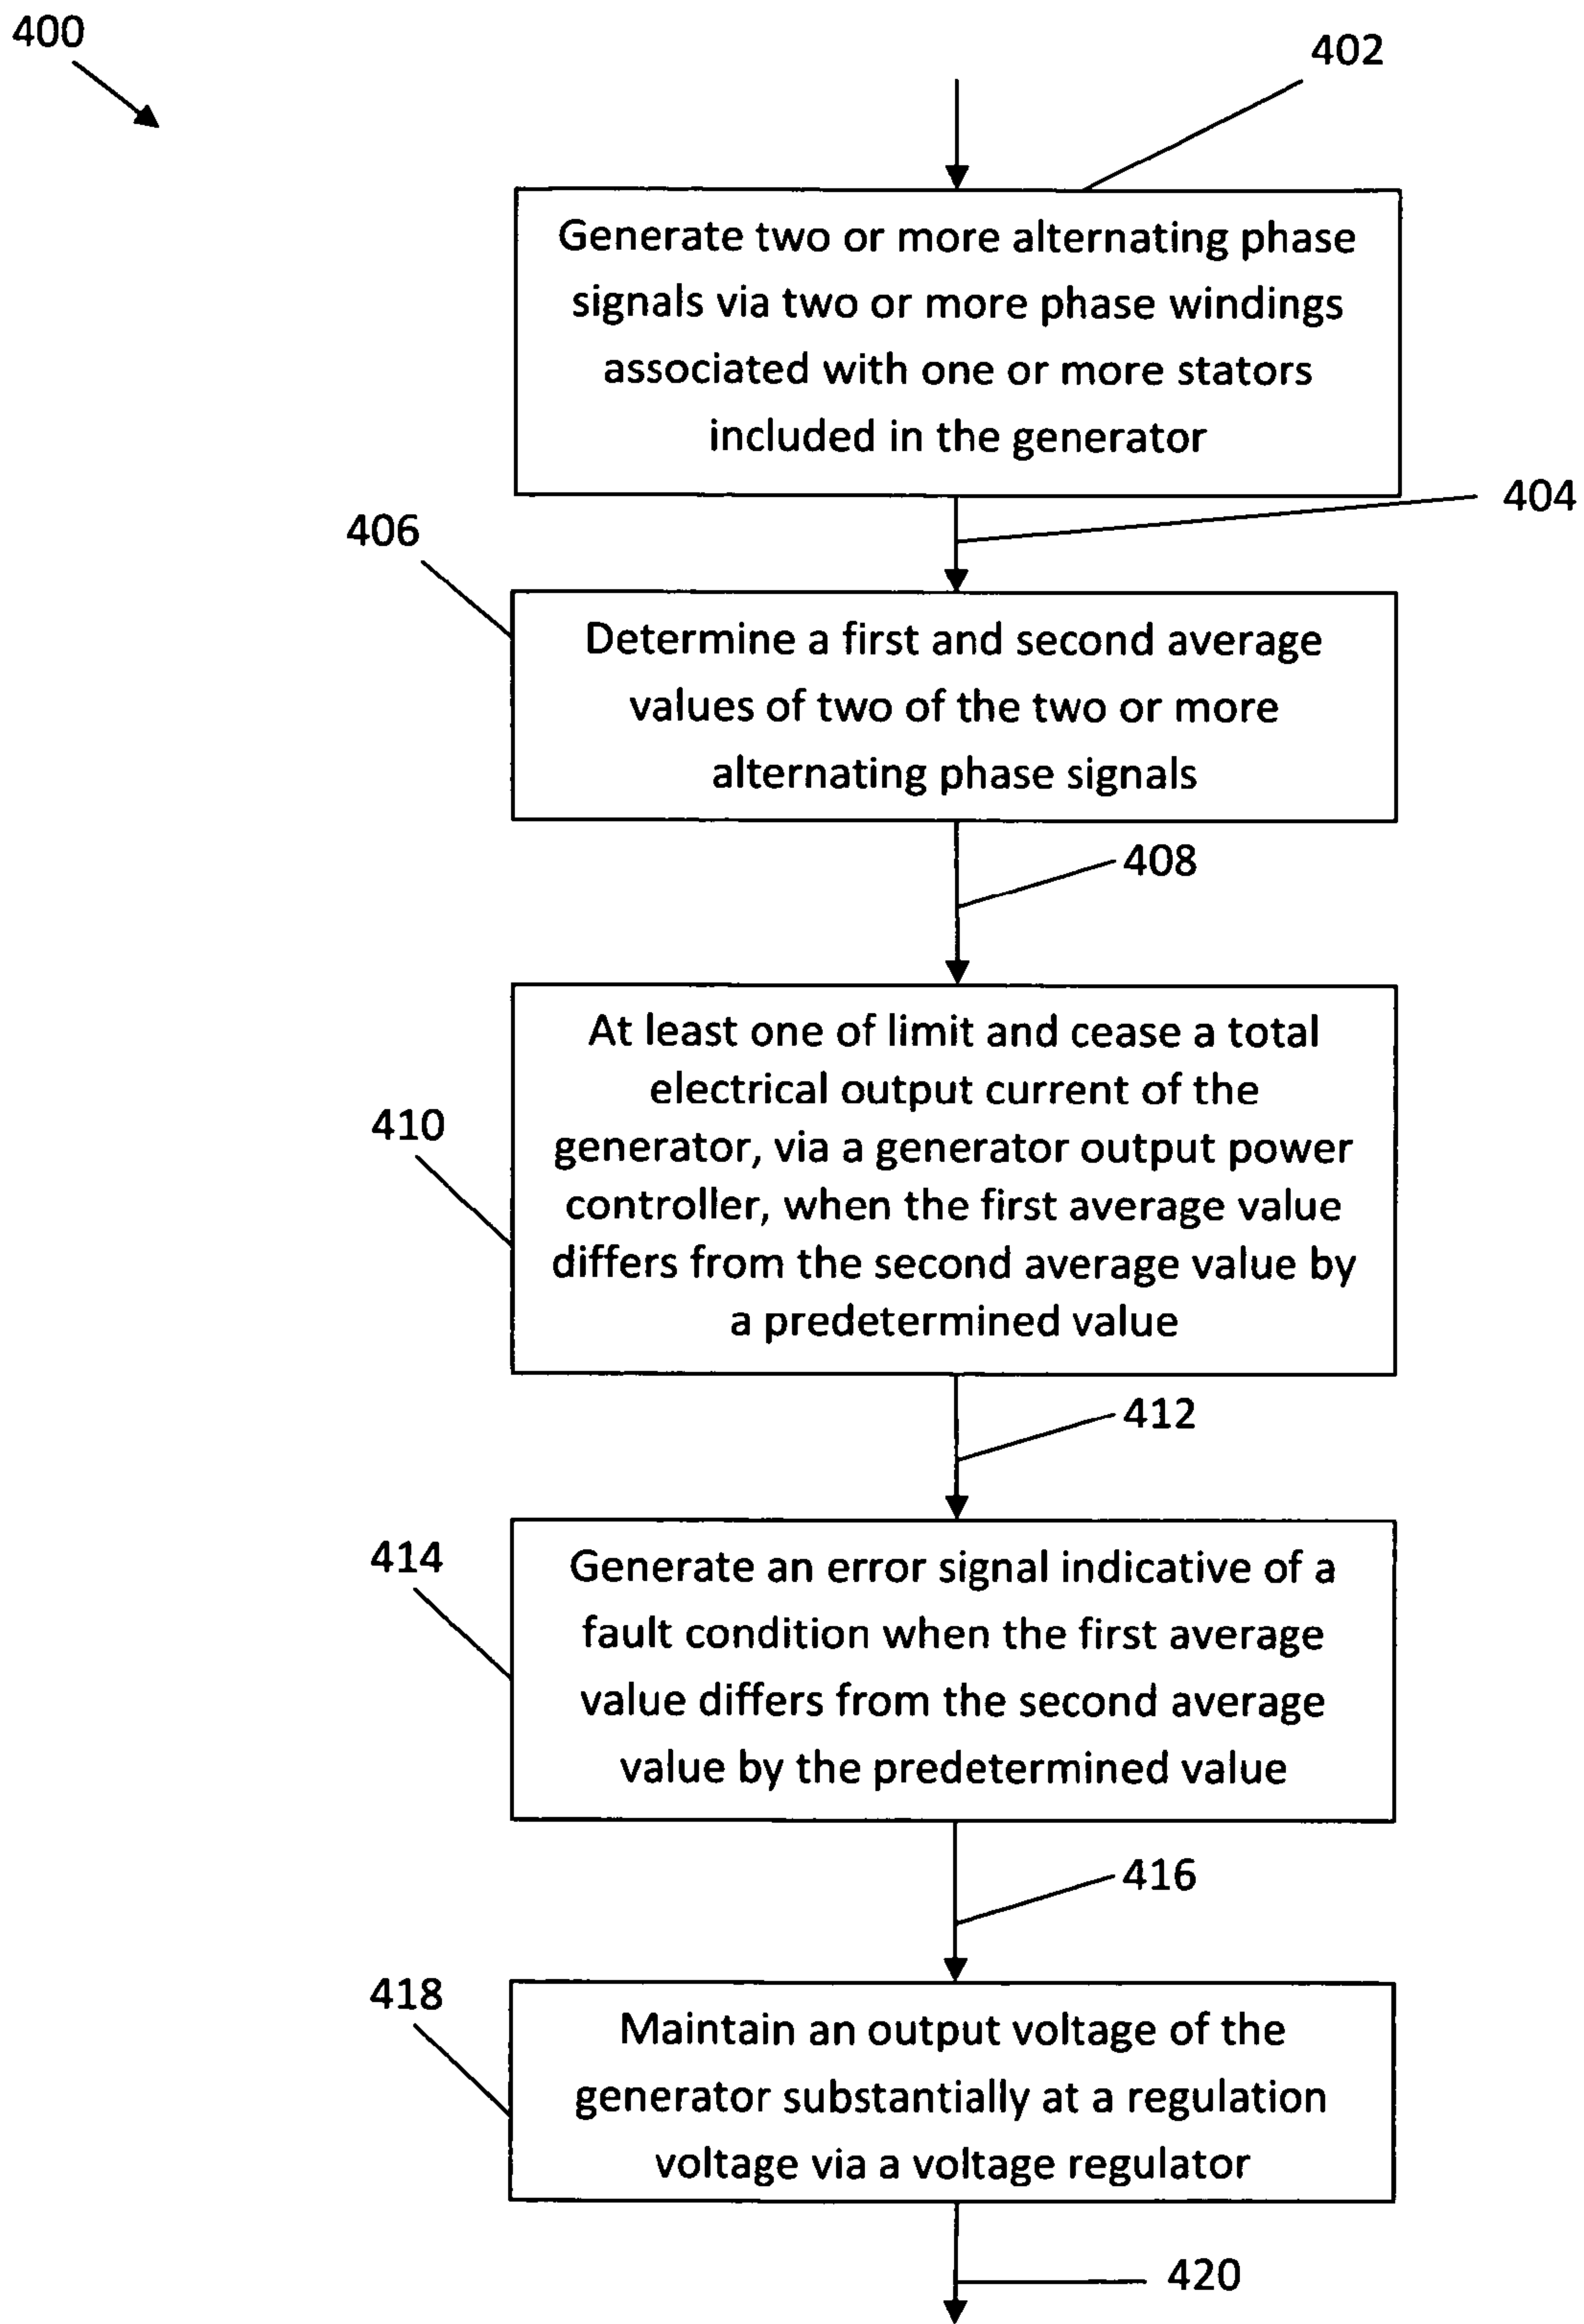 400
402
Generate two or more alternating phase
signals via two or more phase windings
associated with one or more stators
included in the generator
404
406
Determine a first and second average
values of two of the two or more
alternating phase signals
408
At least one of limit and cease a total
electrical output current of the
generator, via a generator output power
controller, when the first average value
differs from the second average value by
a predetermined value
410
412
414
Generate an error signal indicative of a
fault condition when the first average
value differs from the second average
value by the predetermined value
416
418
Maintain an output voltage of the
generator substantially at a regulation
voltage via a voltage regulator
420